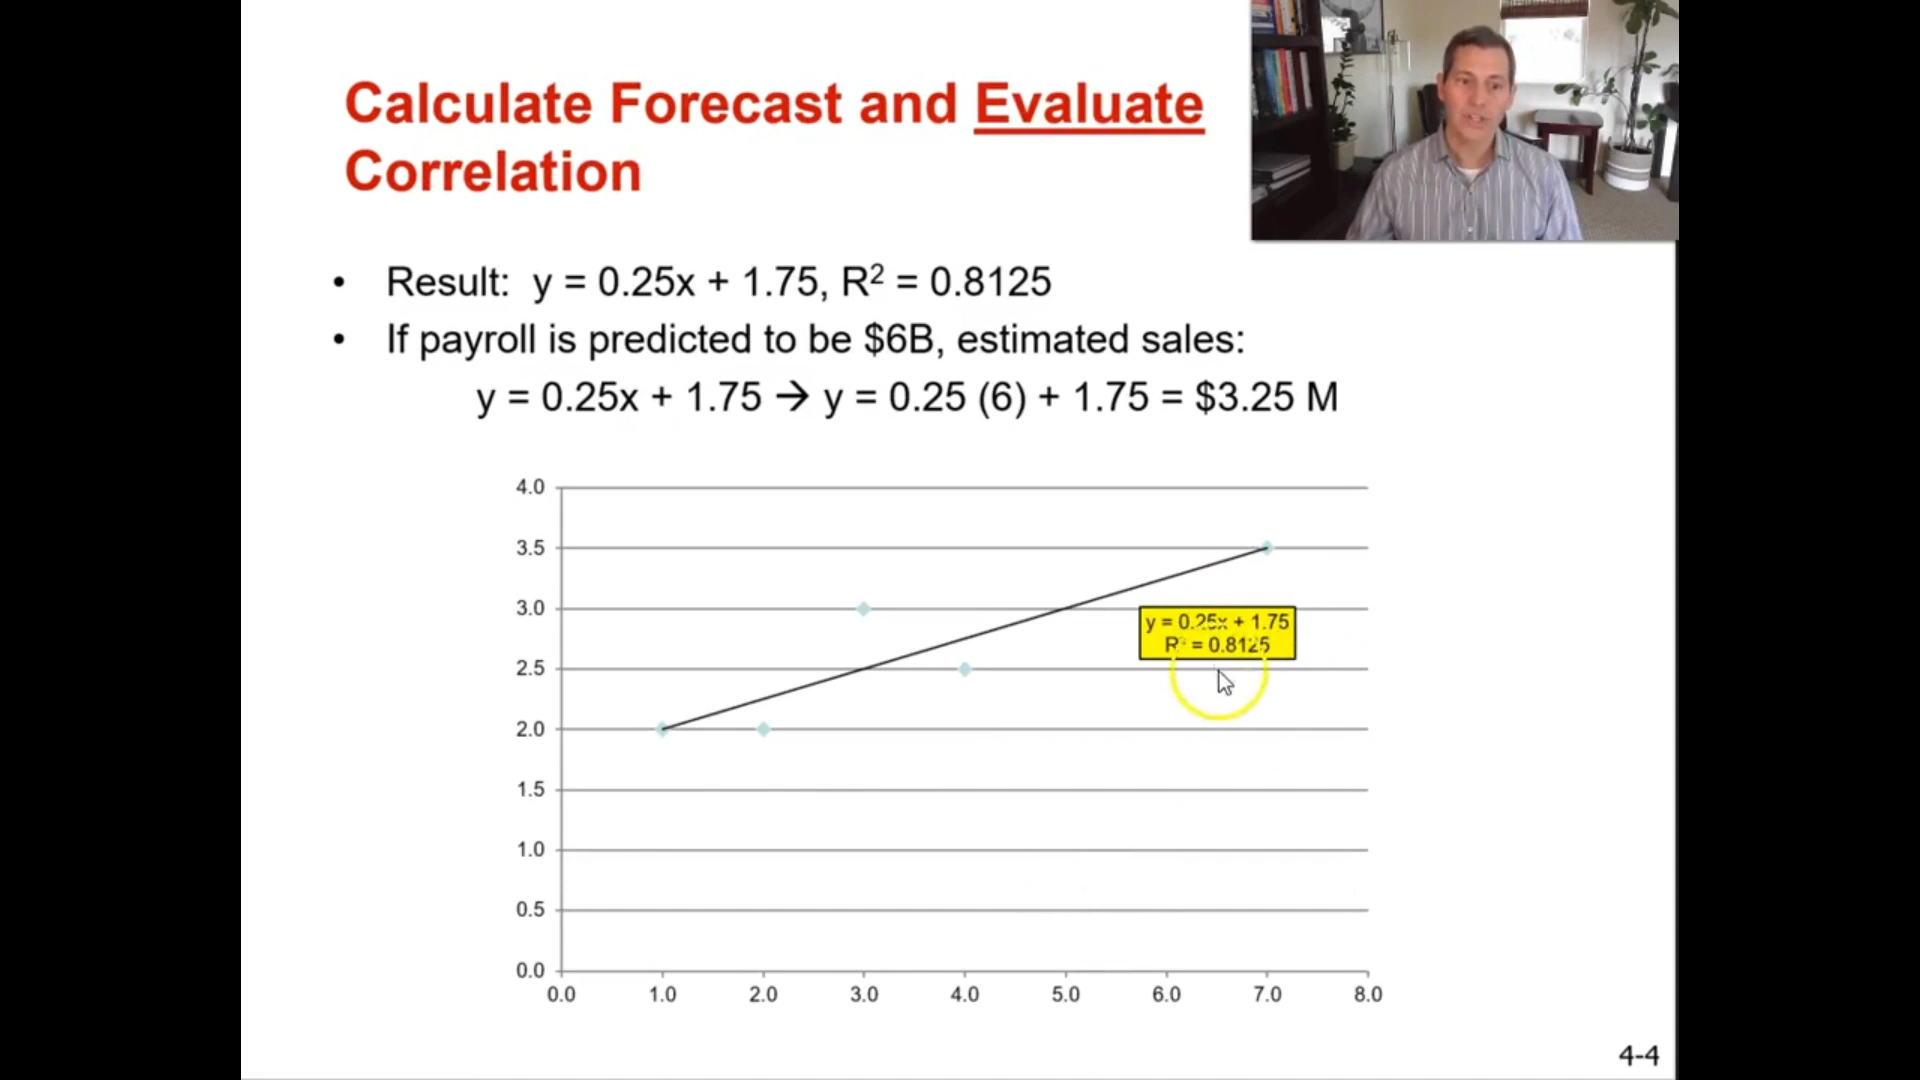 Calculate Forecast and Evaluate
Correlation
• Result: y = 0.25x + 1.75, R² = 0.8125
• If payroll is predicted to be $6B, estimated sales:
y = 0.25x + 1.75 → y = 0.25 (6) + 1.75 = $3.25 M
4.0
3.5
3.0
2.5
2.0
1.5
1.0
0.5
0.0
y = 0.25x + 1.75
R² = 0.8125
0.0 1.0 2.0 3.0 4.0 5.0 6.0 7.0 8.0
4-4